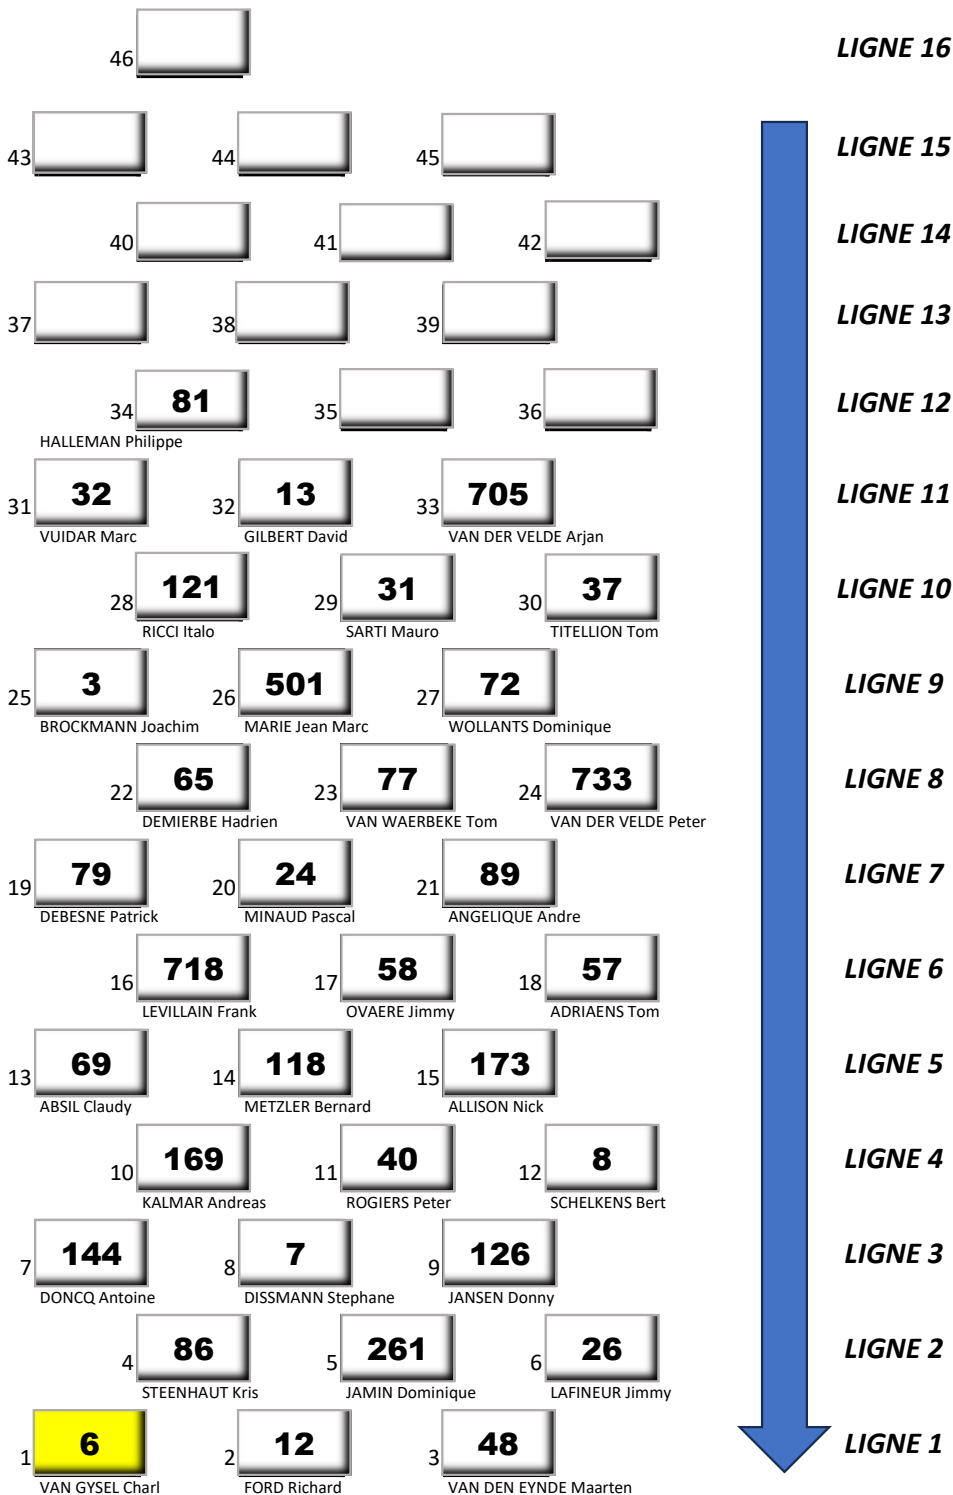 46 LIGNE 16
43 44 45 LIGNE 15
40 41 42 LIGNE 14
37 38 39 LIGNE 13
34 81 35 36 LIGNE 12
HALLEMAN Philippe
31 32 32 13 33 705 LIGNE 11
VUIDAR Marc GILBERT David VAN DER VELDE Arjan
28 121 29 31 30 37 LIGNE 10
RICCI Italo SARTI Mauro TITELLION Tom
25 3 26 501 27 72 LIGNE 9
BROCKMANN Joachim MARIE Jean Marc WOLLANTS Dominique
22 65 23 77 24 733 LIGNE 8
DEMIERBE Hadrien VAN WAERBEKE Tom VAN DER VELDE Peter
19 79 20 24 21 89 LIGNE 7
DEBESNE Patrick MINAUD Pascal ANGELIQUE Andre
16 718 17 58 18 57 LIGNE 6
LEVILLAIN Frank OVAERE Jimmy ADRIAENS Tom
13 69 14 118 15 173 LIGNE 5
ABSIL Claudy METZLER Bernard ALLISON Nick
10 169 11 40 12 8 LIGNE 4
KALMAR Andreas ROGIERS Peter SCHELKENS Bert
7 144 8 7 9 126 LIGNE 3
DONCQ Antoine DISSMANN Stephane JANSEN Donny
4 86 5 261 6 26 LIGNE 2
STEENHAUT Kris JAMIN Dominique LAFINEUR Jimmy
1 6 2 12 3 48 LIGNE 1
VAN GYSEL Charl FORD Richard VAN DEN EYNDE Maarten